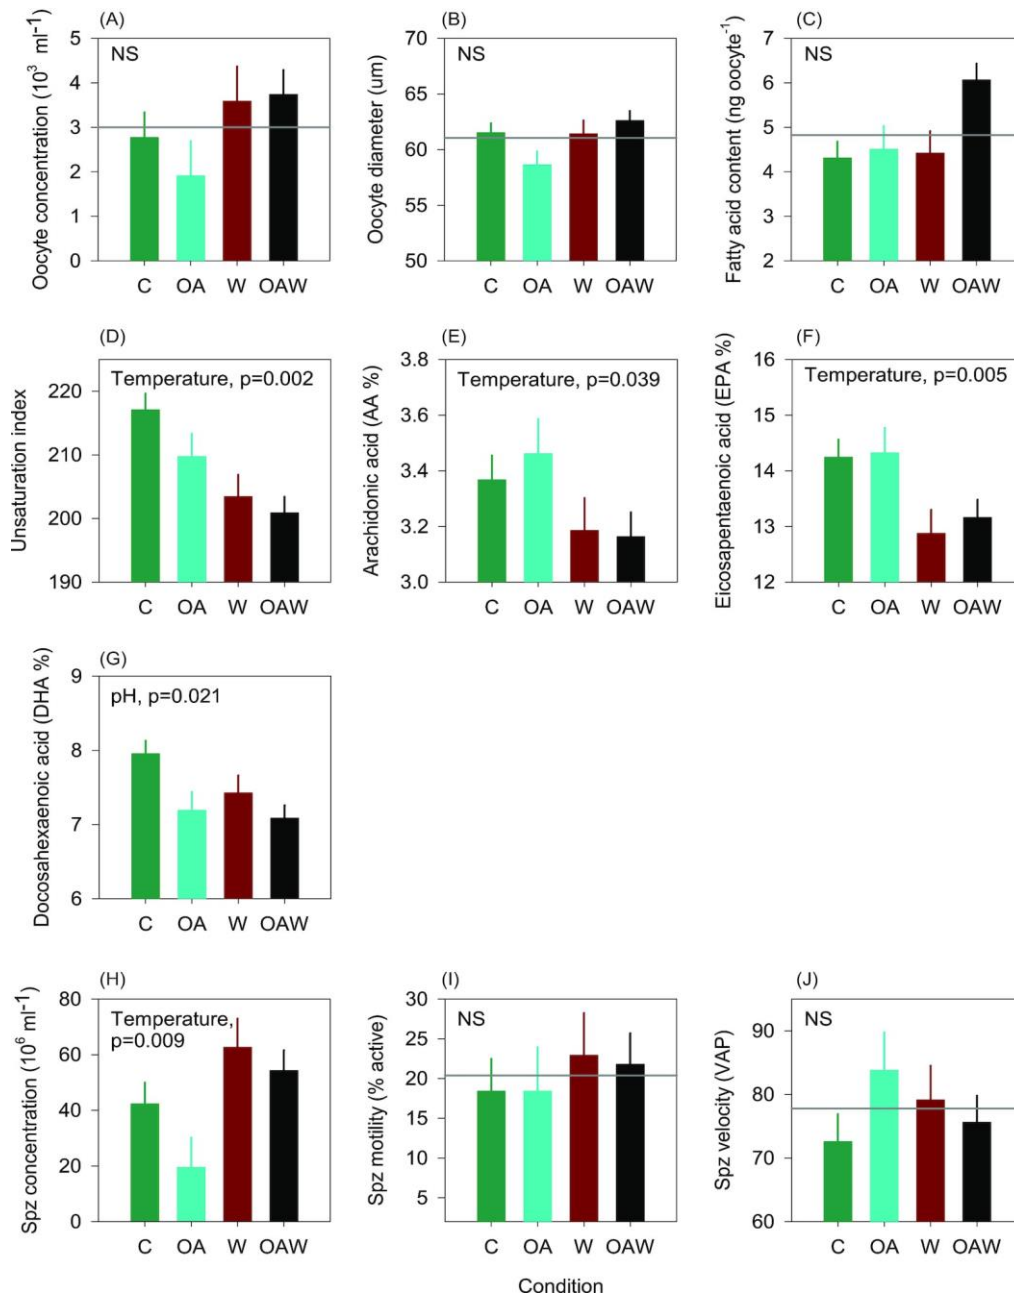 (A)
Oocyte concentration (10³ ml⁻¹)
5
4
3
2
1
0
NS
C OA W OAW
(B)
Oocyte diameter (um)
70
65
60
55
50
NS
C OA W OAW
(C)
Fatty acid content (ng oocyte⁻¹)
7
6
5
4
3
2
NS
C OA W OAW
(D)
Unsaturation index
220
210
200
190
Temperature, p=0.002
C OA W OAW
(E)
Arachidonic acid (AA %)
3.8
3.6
3.4
3.2
3.0
Temperature, p=0.039
C OA W OAW
(F)
Eicosapentaenoic acid (EPA %)
16
15
14
13
12
Temperature, p=0.005
C OA W OAW
(G)
Docosahexaenoic acid (DHA %)
9
8
7
6
pH, p=0.021
C OA W OAW
(H)
Spz concentration (10⁶ ml⁻¹)
80
60
40
20
0
Temperature,
p=0.009
C OA W OAW
(I)
Spz motility (% active)
30
25
20
15
10
5
NS
C OA W OAW
(J)
Spz velocity (VAP)
90
80
70
60
NS
C OA W OAW
Condition